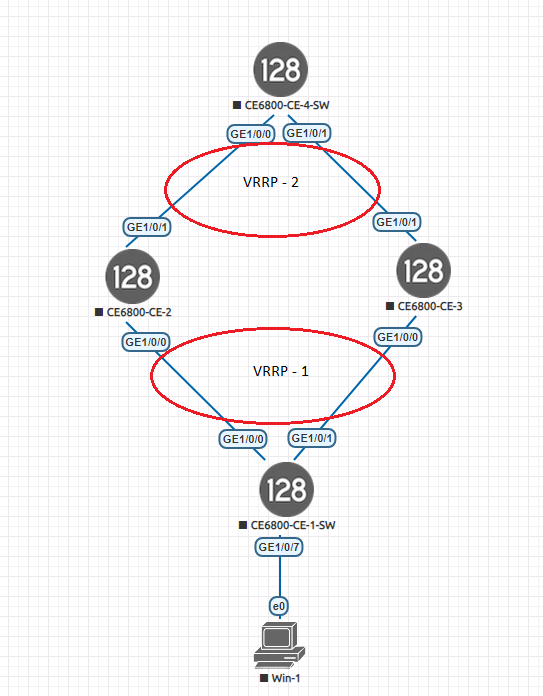 128
CE6800-CE-4-SW
GE1/0/0 GE1/0/1
VRRP - 2
GE1/0/1 GE1/0/1
128 128
CE6800-CE-2 CE6800-CE-3
GE1/0/0 GE1/0/0
VRRP - 1
GE1/0/0 GE1/0/1
128
CE6800-CE-1-SW
GE1/0/7
e0
Win-1